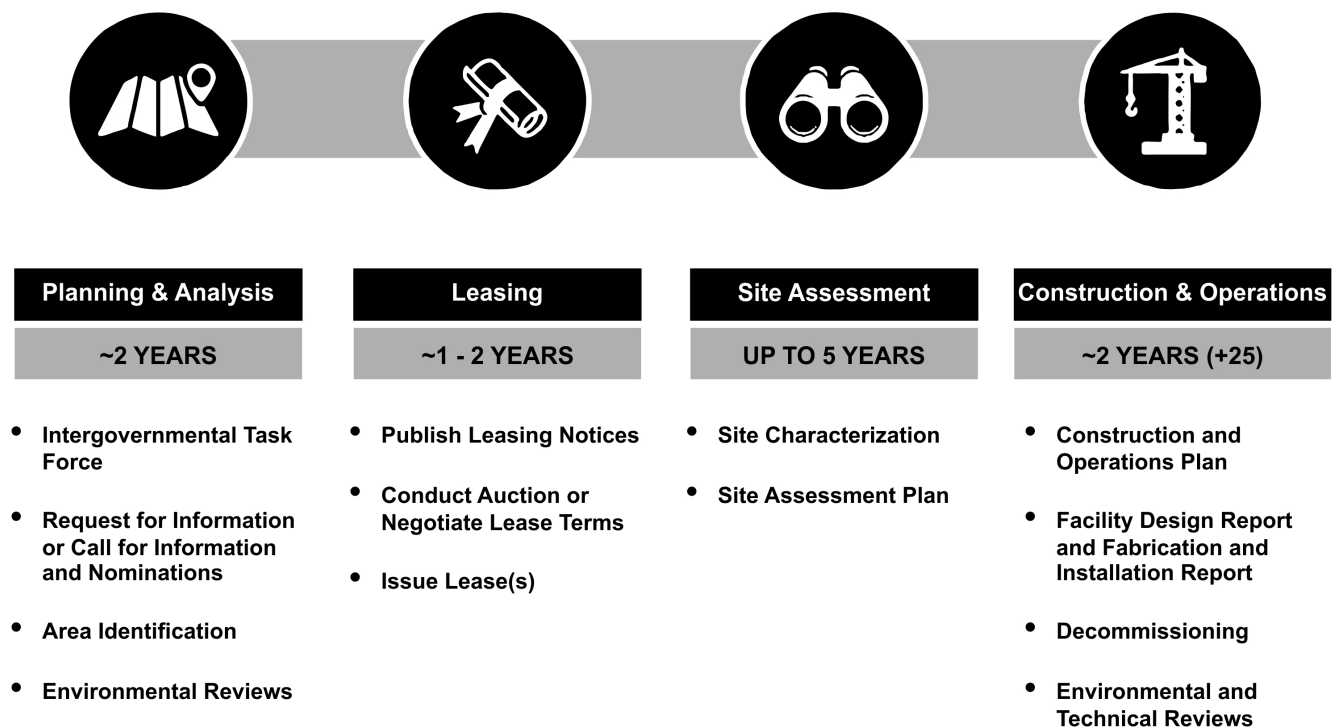 Planning & Analysis
~2 YEARS
• Intergovernmental Task
Force
• Request for Information
or Call for Information
and Nominations
• Area Identification
• Environmental Reviews
Leasing
~1 - 2 YEARS
• Publish Leasing Notices
• Conduct Auction or
Negotiate Lease Terms
• Issue Lease(s)
Site Assessment
UP TO 5 YEARS
• Site Characterization
• Site Assessment Plan
Construction & Operations
~2 YEARS (+25)
• Construction and
Operations Plan
• Facility Design Report
and Fabrication and
Installation Report
• Decommissioning
• Environmental and
Technical Reviews